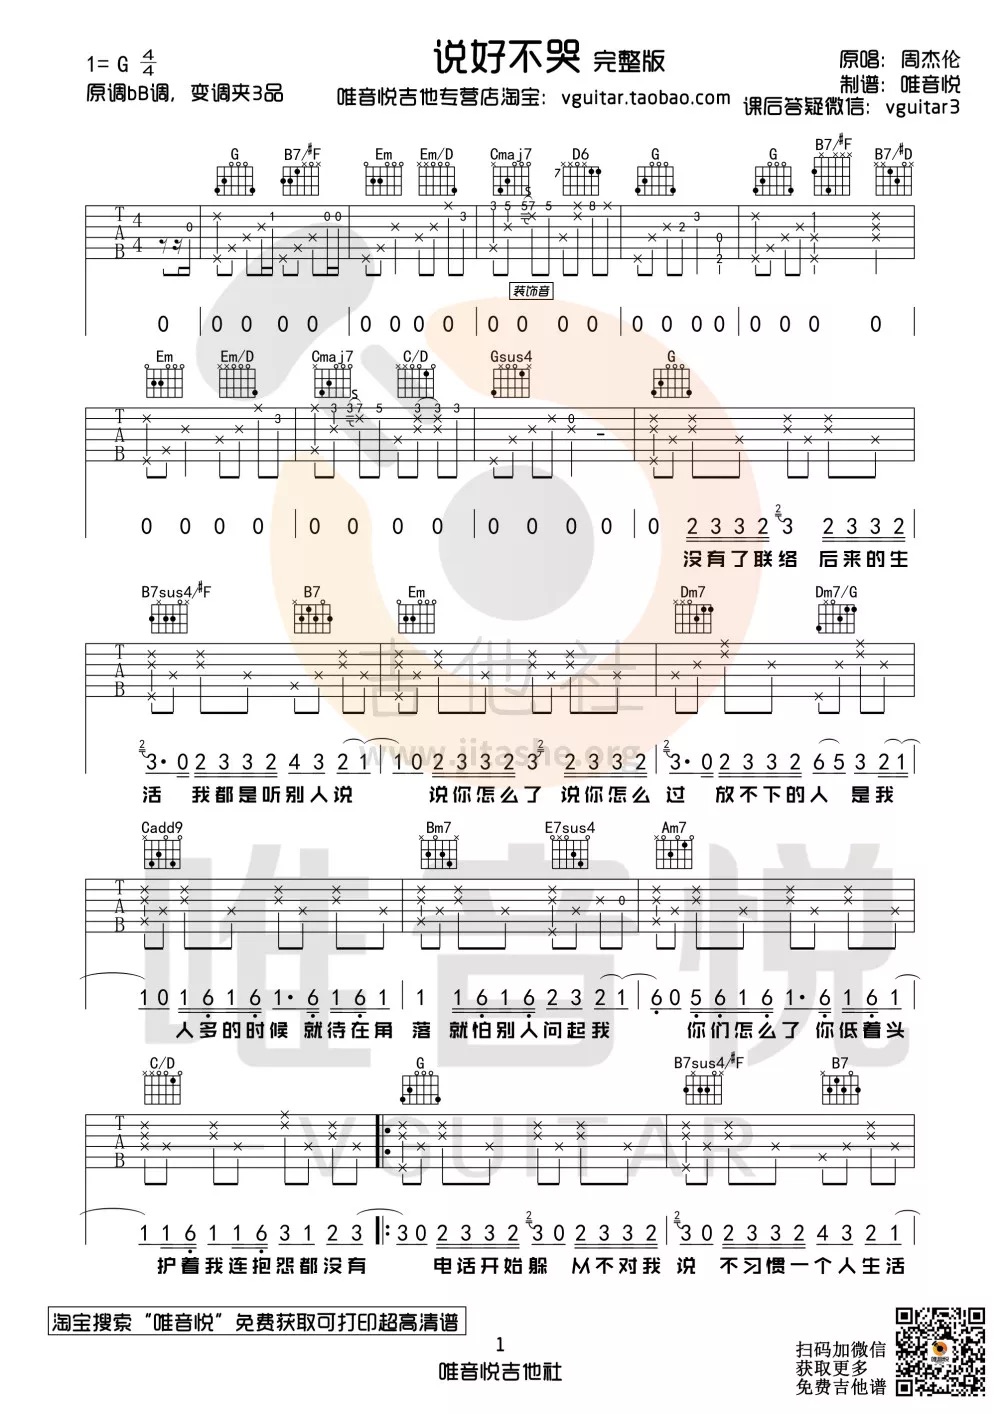 说好不哭 完整版
1= G 4/4
原调bB调，变调夹3品
唯音悦吉他专营店淘宝：vguitar.taobao.com
原唱：周杰伦
制谱：唯音悦
课后答疑微信：vguitar3
G B7/#F Em Em/D Cmaj7 D6 G G B7/#F B7/#D
装饰音
0 0 0 0 0 0 0 0 0 0 0 0 0 0 0 0 0 0 0 0 0
Em Em/D Cmaj7 C/D Gsus4 G
0 0 0 0 0 0 0 0 0 0 0 0 0 2 3 3 2 3 2 3 3 2
没有了联络 后来的生
B7sus4/#F B7 Em Dm7 Dm7/G
3· 0 2 3 3 2 4 3 2 1 1 0 2 3 3 2 3 2 3 3 2 3· 0 2 3 3 2 6 5 3 2 1
活 我都是听别人说 说你怎么了 说你怎么 过 放不下的人 是我
Cadd9 Bm7 E7sus4 Am7
1 0 1 6 1 6 1· 6 1 6 1 1 1 6 1 6 2 3 2 1 6 0 5 6 1 6 1· 6 1 6 1
人多的时候 就待在角 落 就怕别人问起我 你们怎么了 你低着头
C/D G B7sus4/#F B7
1 1 6 1 1 6 3 1 2 3 3 0 2 3 3 2 3 0 2 3 3 2 3 0 2 3 3 2 4 3 2 1
护着我连抱怨都没有 电话开始躲 从不对我 说 不习惯一个人生活
淘宝搜索“唯音悦”免费获取可打印超高清谱
1
唯音悦吉他社
扫码加微信
获取更多
免费吉他谱
吉他社
www.jitashe.org
唯音悦
VGUITAR